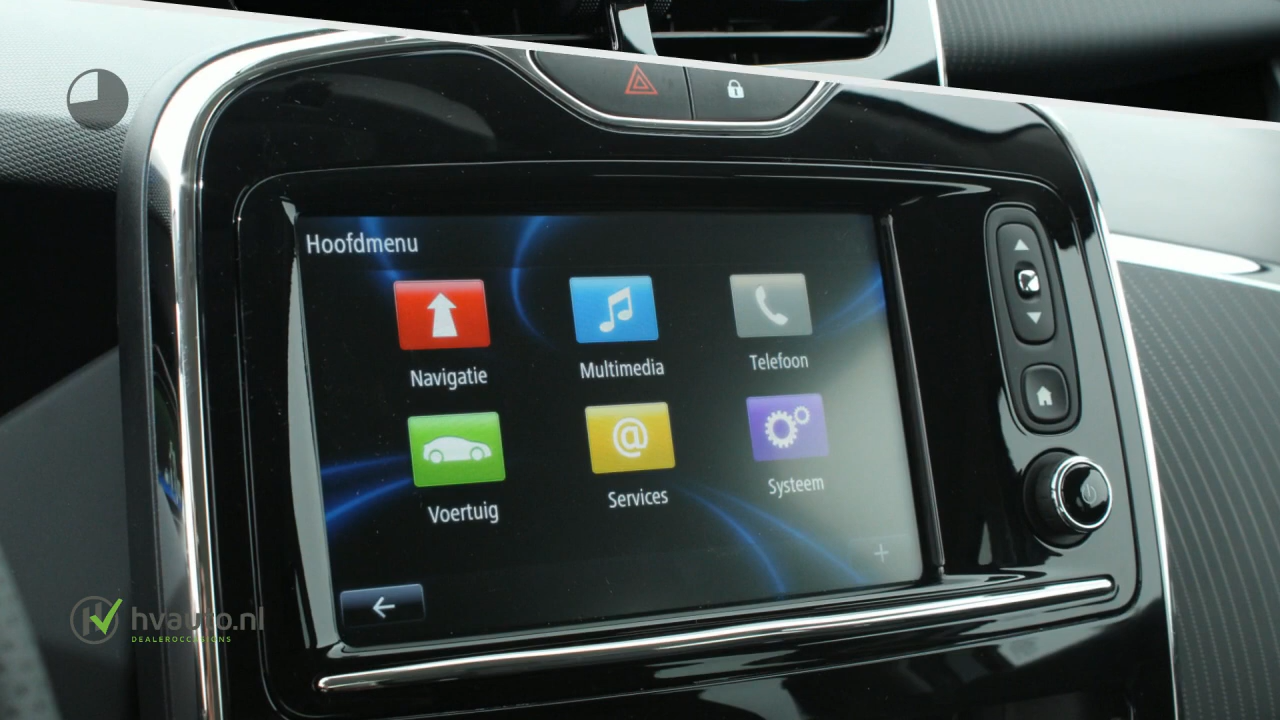 Hoofdmenu
Navigatie
Multimedia
Telefoon
Voertuig
@
Services
Systeem
hvauto.nl
DEALEROCCASIONS